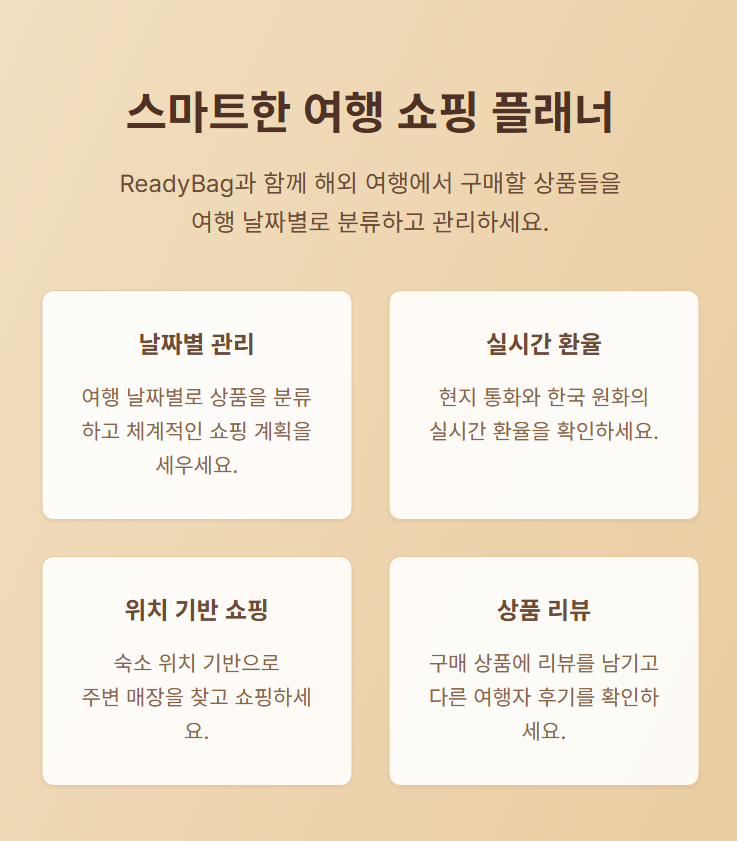 스마트한 여행 쇼핑 플래너
ReadyBag과 함께 해외 여행에서 구매할 상품들을
여행 날짜별로 분류하고 관리하세요.
날짜별 관리
여행 날짜별로 상품을 분류
하고 체계적인 쇼핑 계획을
세우세요.
실시간 환율
현지 통화와 한국 원화의
실시간 환율을 확인하세요.
위치 기반 쇼핑
숙소 위치 기반으로
주변 매장을 찾고 쇼핑하세
요.
상품 리뷰
구매 상품에 리뷰를 남기고
다른 여행자 후기를 확인하
세요.